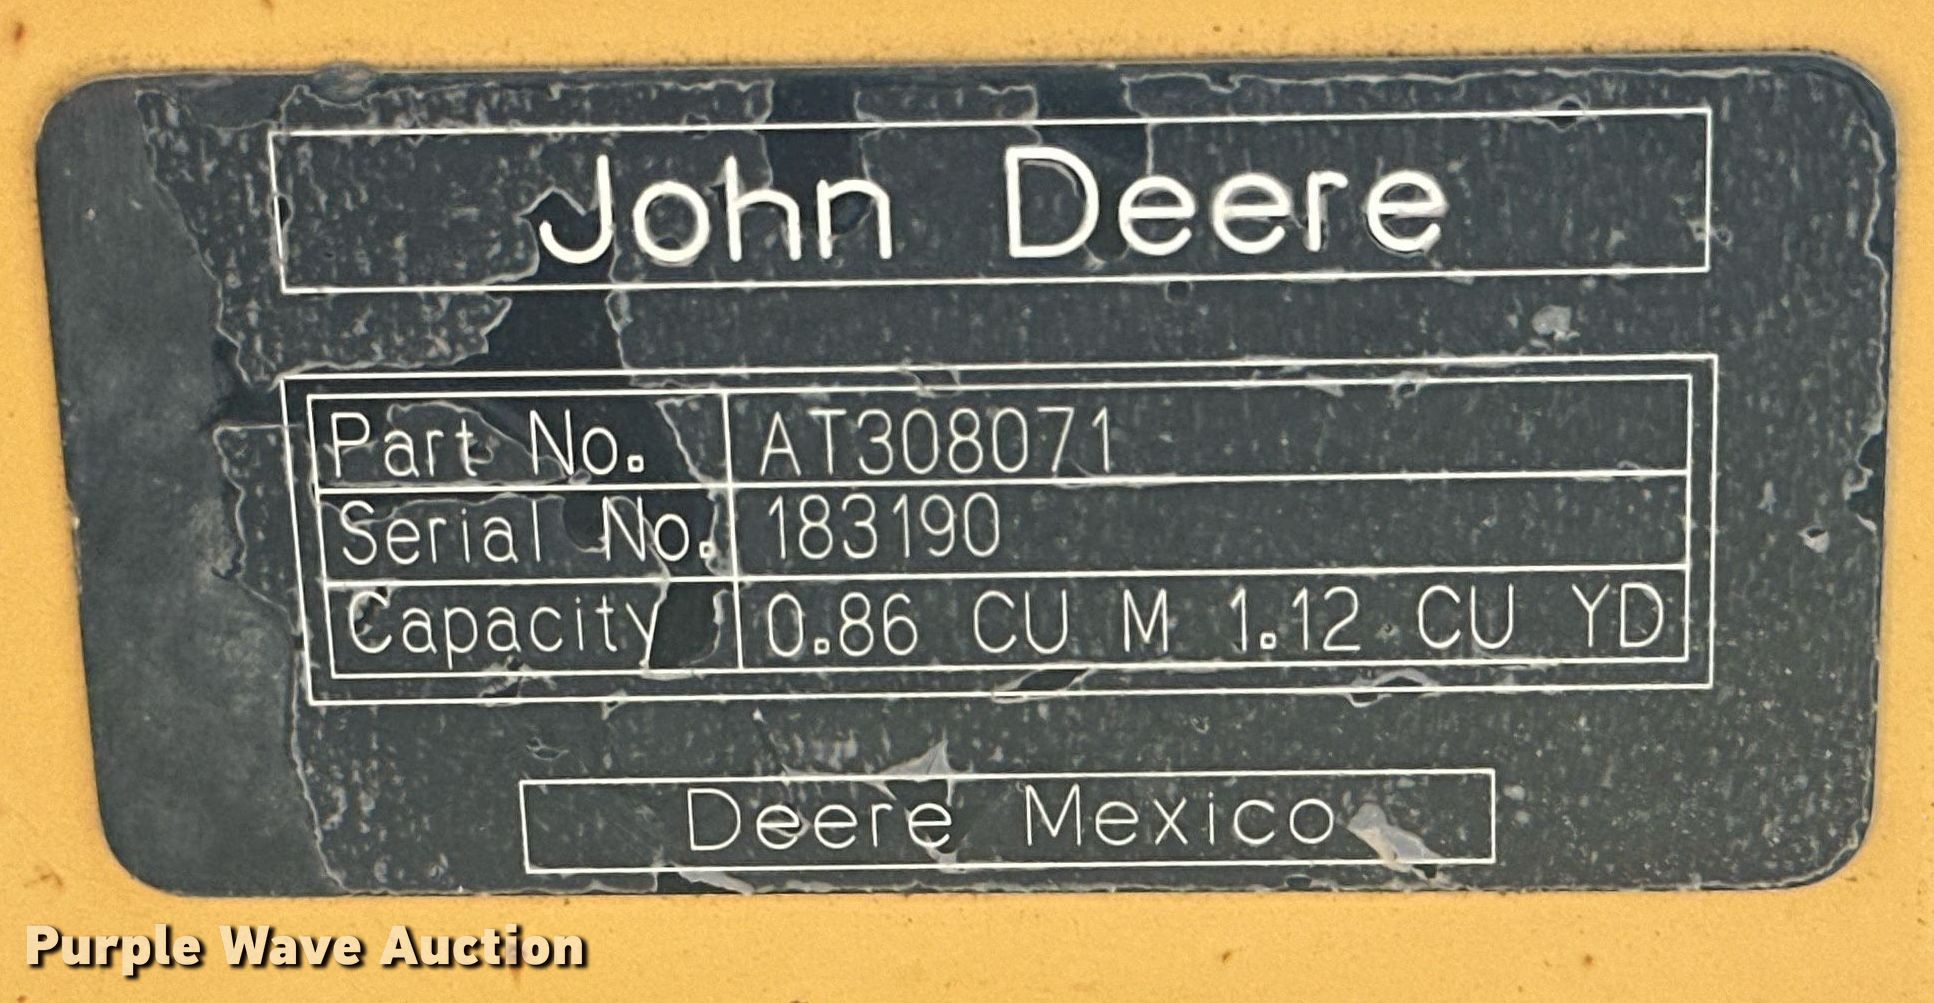 John Deere
Part No. AT308071
Serial No. 183190
Capacity 0.86 CU M 1.12 CU YD
Deere Mexico
Purple Wave Auction